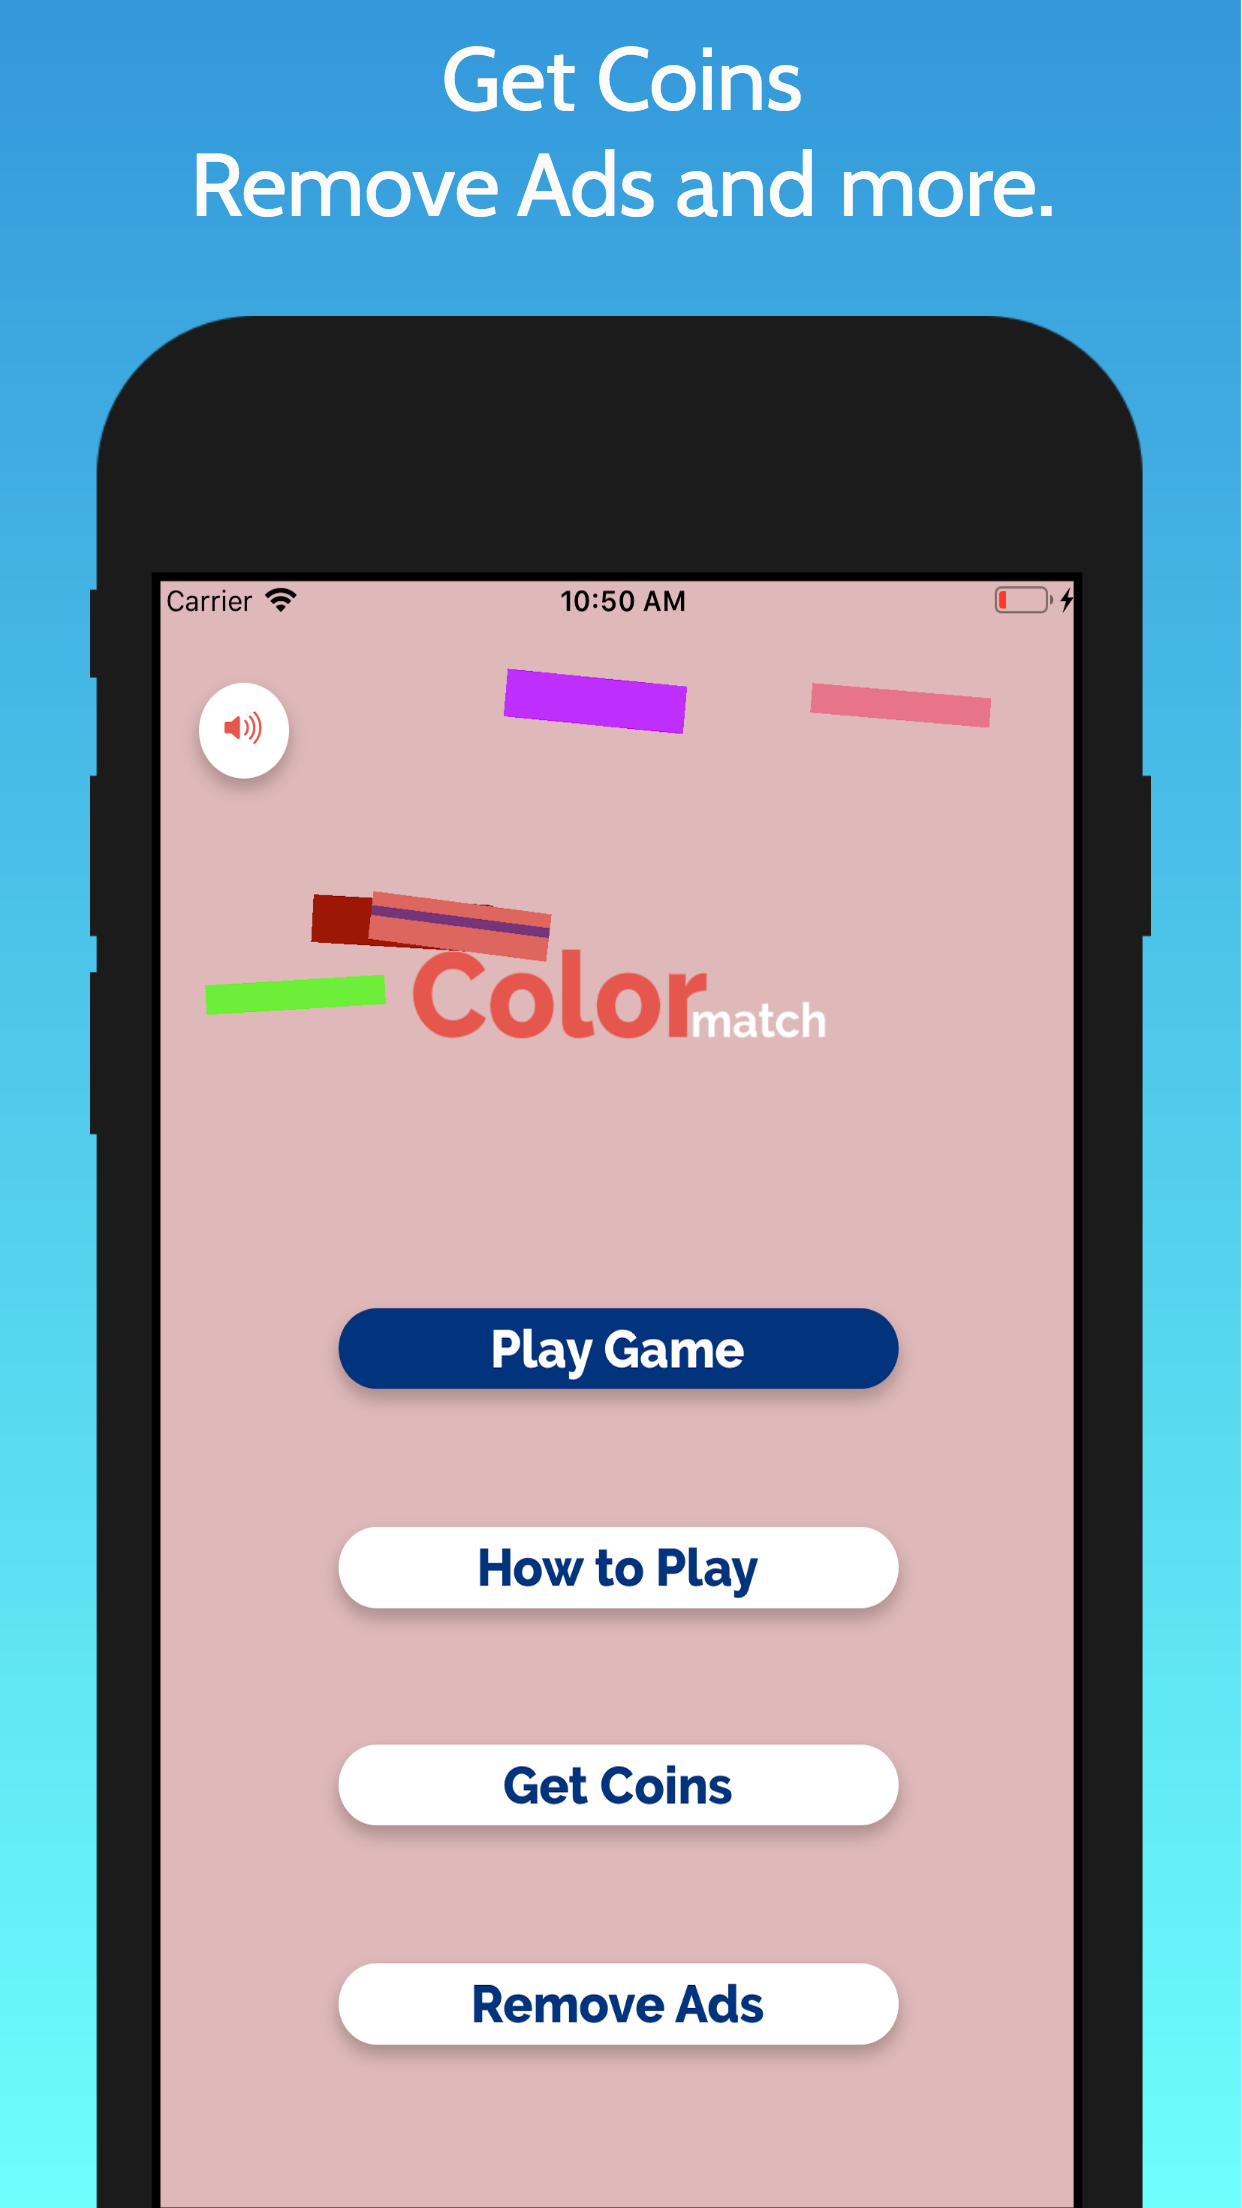 Get Coins
Remove Ads and more.
Carrier 10:50 AM
Color match
Play Game
How to Play
Get Coins
Remove Ads